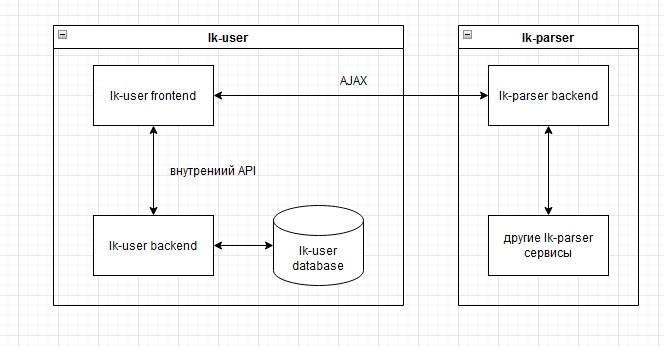 lk-user
lk-parser
lk-user frontend
AJAX
lk-parser backend
внутрениий API
lk-user backend
lk-user
database
другие lk-parser
сервисы